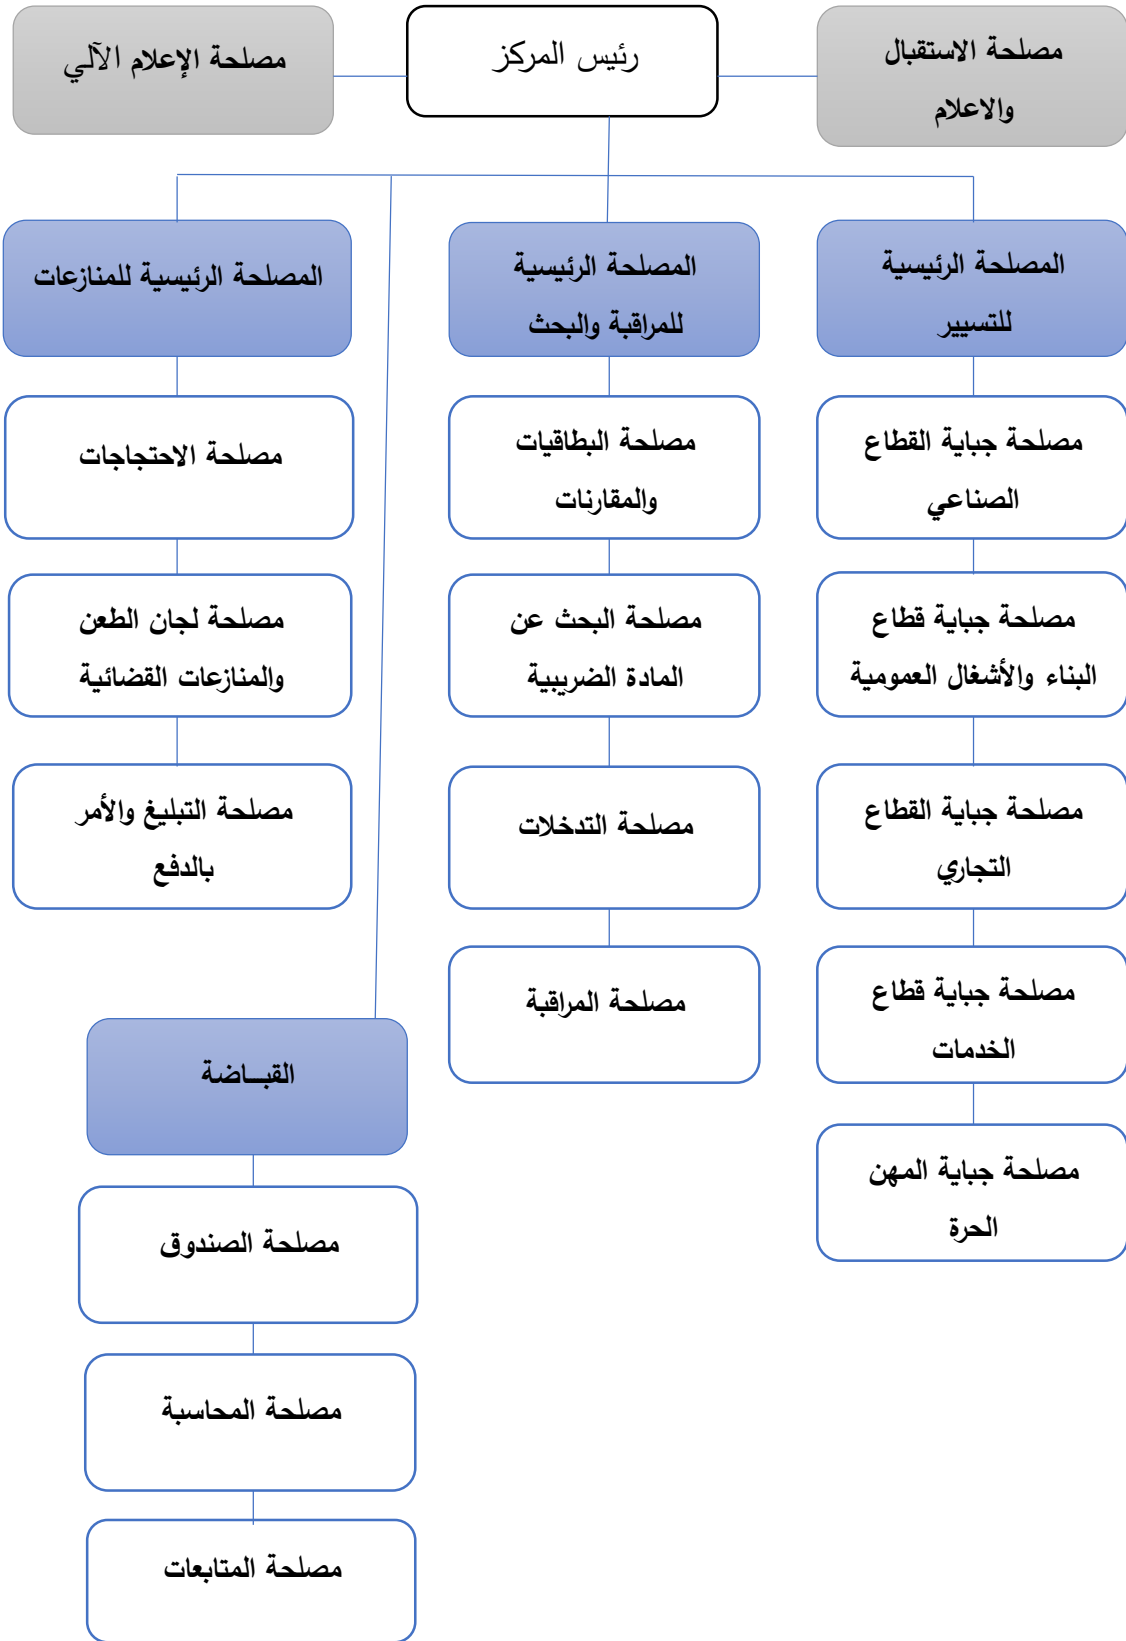 مصلحة الاستقبال
والاعلام
رئيس المركز
مصلحة الإعلام الآلي
المصلحة الرئيسية
للتسيير
المصلحة الرئيسية
للمراقبة والبحث
المصلحة الرئيسية للمنازعات
مصلحة جباية القطاع
الصناعي
مصلحة جباية قطاع
البناء والأشغال العمومية
مصلحة جباية القطاع
التجاري
مصلحة جباية قطاع
الخدمات
مصلحة جباية المهن
الحرة
مصلحة البطاقيات
والمقارنات
مصلحة البحث عن
المادة الضريبية
مصلحة التدخلات
مصلحة المراقبة
مصلحة الاحتجاجات
مصلحة لجان الطعن
والمنازعات القضائية
مصلحة التبليغ والأمر
بالدفع
القبــاضة
مصلحة الصندوق
مصلحة المحاسبة
مصلحة المتابعات